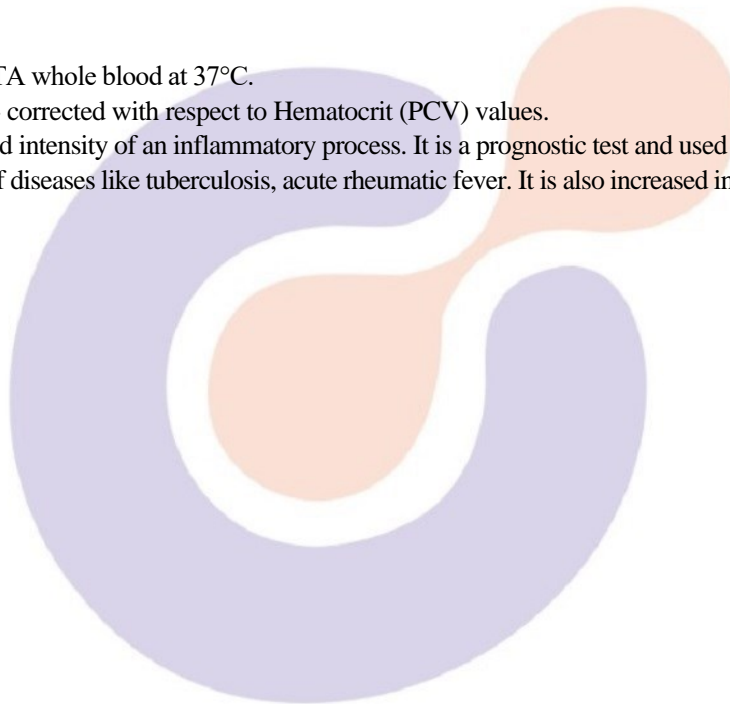 TA whole blood at 37°C.
corrected with respect to Hematocrit (PCV) values.
d intensity of an inflammatory process. It is a prognostic test and used
f diseases like tuberculosis, acute rheumatic fever. It is also increased in